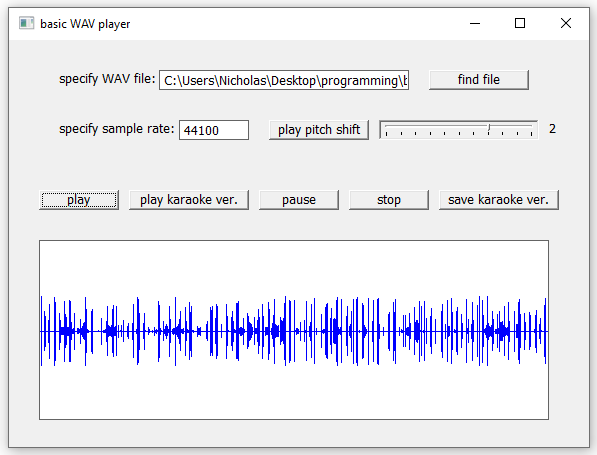 basic WAV player
specify WAV file: C:\Users\Nicholas\Desktop\programming\b find file
specify sample rate: 44100 play pitch shift 2
play play karaoke ver. pause stop save karaoke ver.